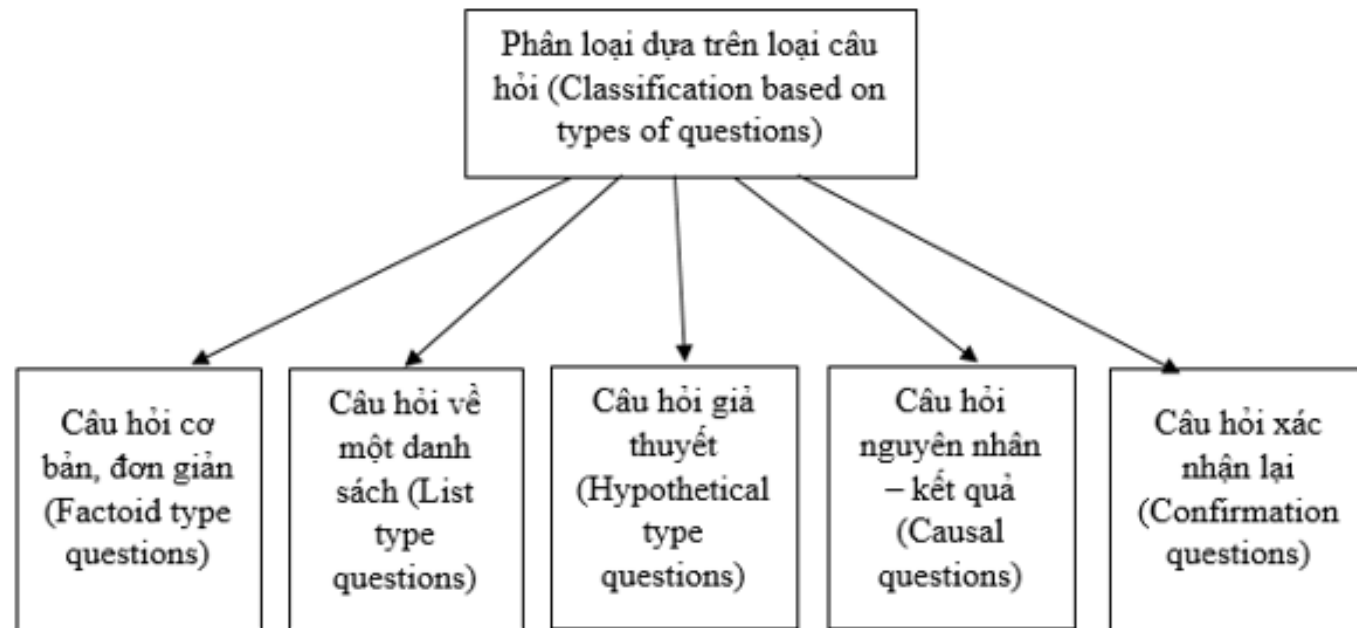 Phân loại dựa trên loại câu
hỏi (Classification based on
types of questions)
Câu hỏi cơ
bản, đơn giản
(Factoid type
questions)
Câu hỏi về
một danh
sách (List
type
questions)
Câu hỏi giả
thuyết
(Hypothetical
type
questions)
Câu hỏi
nguyên nhân
– kết quả
(Causal
questions)
Câu hỏi xác
nhận lại
(Confirmation
questions)